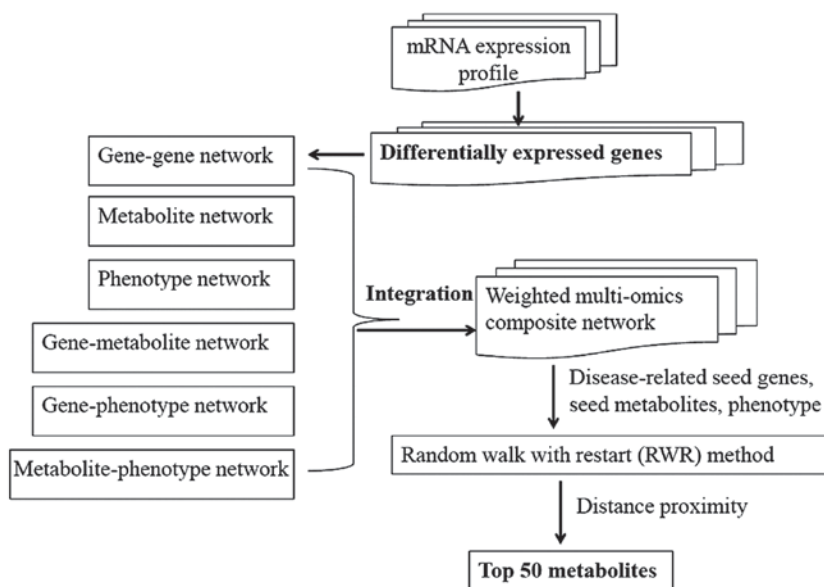 mRNA expression
profile
Differentially expressed genes
Gene-gene network
Metabolite network
Phenotype network
Gene-metabolite network
Gene-phenotype network
Metabolite-phenotype network
Integration
Weighted multi-omics
composite network
Disease-related seed genes,
seed metabolites, phenotype
Random walk with restart (RWR) method
Distance proximity
Top 50 metabolites